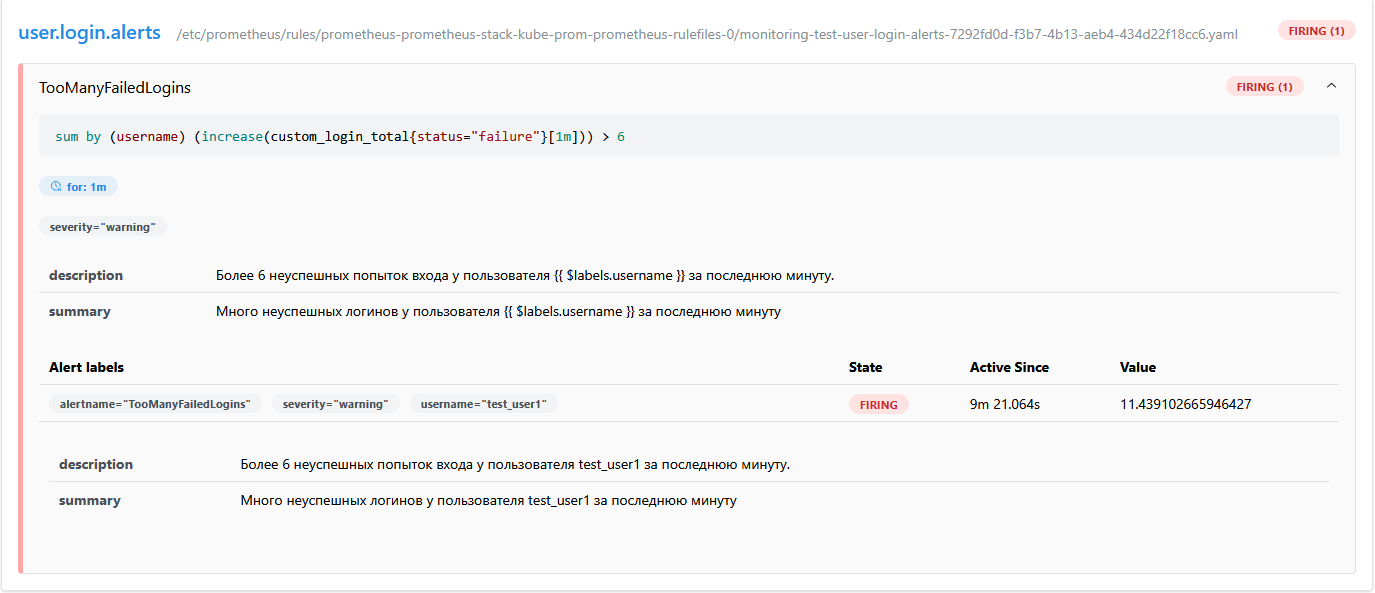 user.login.alerts /etc/prometheus/rules/prometheus-prometheus-stack-kube-prom-prometheus-rulefiles-0/monitoring-test-user-login-alerts-7292fd0d-f3b7-4b13-aeb4-434d22f18cc6.yaml FIRING (1)
TooManyFailedLogins FIRING (1)
sum by (username) (increase(custom_login_total{status="failure"}[1m])) > 6
for: 1m
severity="warning"
description Более 6 неуспешных попыток входа у пользователя {{ $labels.username }} за последнюю минуту.
summary Много неуспешных логинов у пользователя {{ $labels.username }} за последнюю минуту
Alert labels State Active Since Value
alertname="TooManyFailedLogins" severity="warning" username="test_user1" FIRING 9m 21.064s 11.439102665946427
description Более 6 неуспешных попыток входа у пользователя test_user1 за последнюю минуту.
summary Много неуспешных логинов у пользователя test_user1 за последнюю минуту